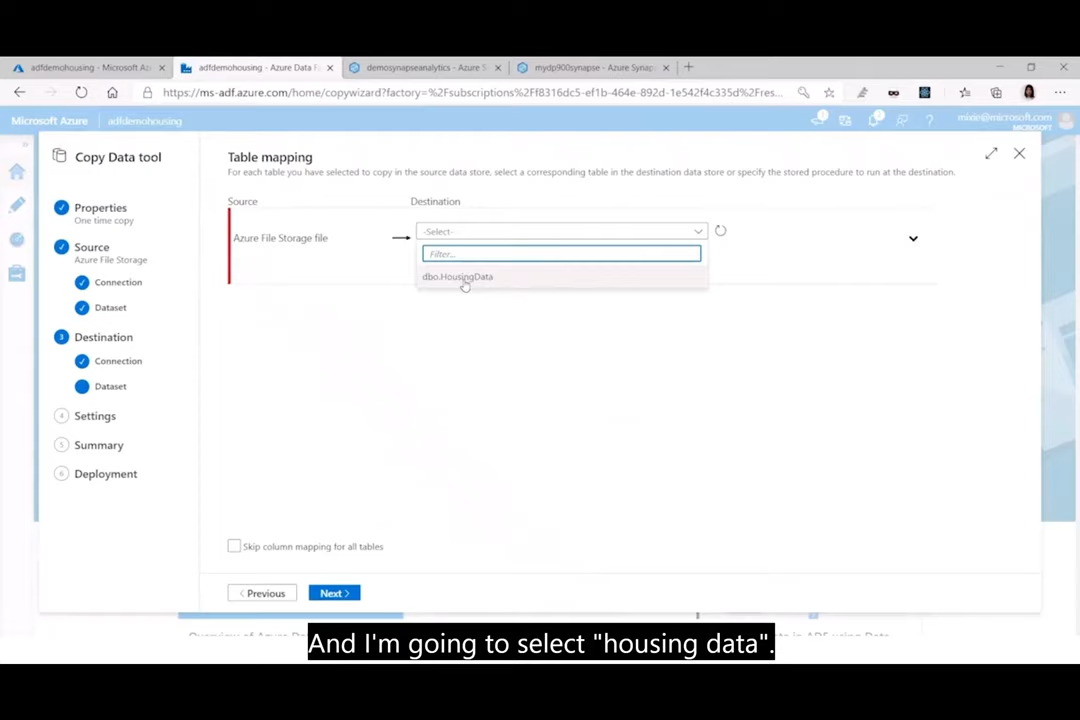 adfdemohousing - Microsoft Az
adfdemohousing - Azure Data Fa
demosynapseanalytics - Azure S
mydp900synapse - Azure Synap
https://ms-adf.azure.com/home/copywizard?factory=%2Fsubscriptions%2Ff8316dc5-ef1b-464e-892d-1e542f4c335d%2Fres...
Microsoft Azure | adfdemohousing
mixie@microsoft.com
MICROSOFT
Copy Data tool
Properties
One time copy
Source
Azure File Storage
Connection
Dataset
3 Destination
Connection
Dataset
4 Settings
5 Summary
6 Deployment
Table mapping
For each table you have selected to copy in the source data store, select a corresponding table in the destination data store or specify the stored procedure to run at the destination.
Source Destination
Azure File Storage file
-Select-
Filter...
dbo.HousingData
Skip column mapping for all tables
< Previous Next >
And I'm going to select "housing data".